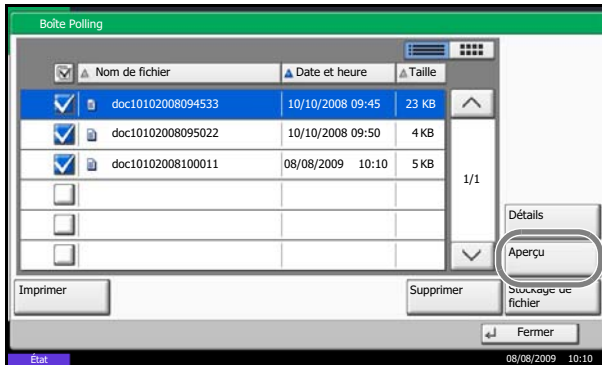 Boîte Polling
Nom de fichier Date et heure Taille
doc10102008094533 10/10/2008 09:45 23 KB
doc10102008095022 10/10/2008 09:50 4 KB
doc10102008100011 08/08/2009 10:10 5 KB
1/1
Détails
Aperçu
Imprimer Supprimer Stockage de
fichier
Fermer
État 08/08/2009 10:10